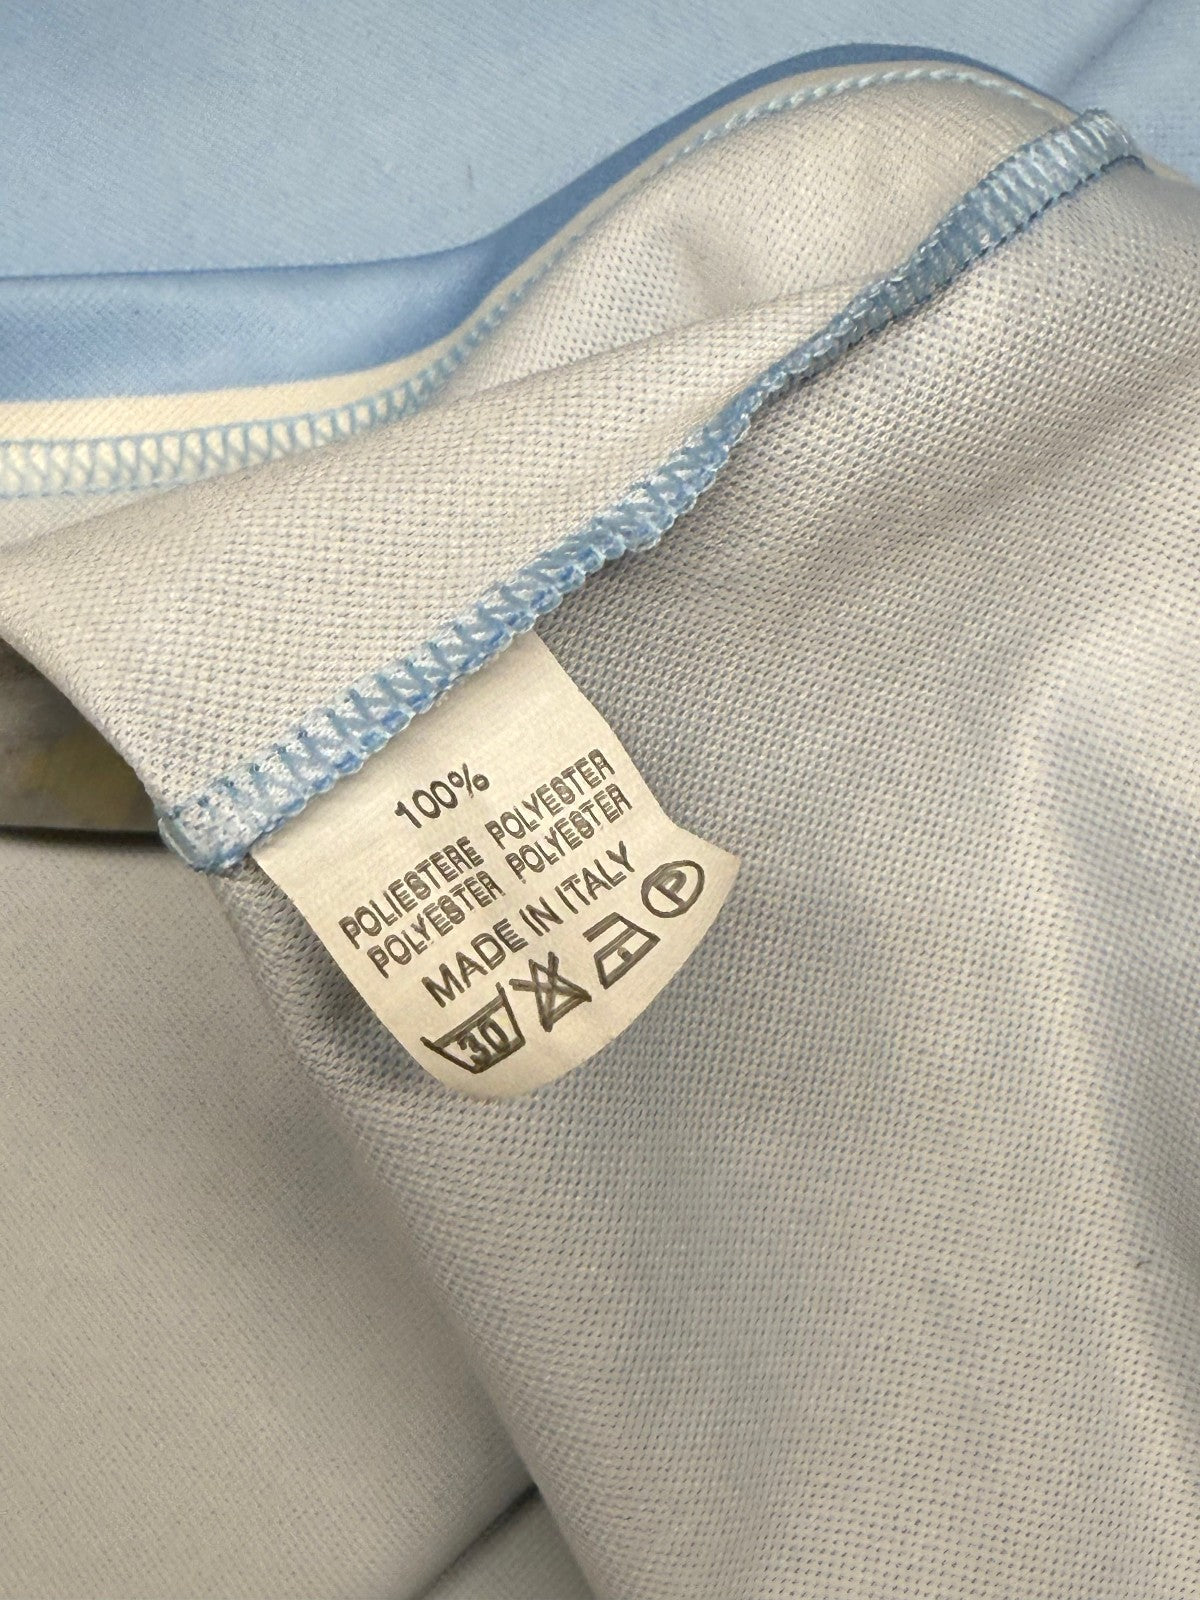 100%
POLIESTERE POLYESTER
POLYESTER POLYESTER
MADE IN ITALY
30 P